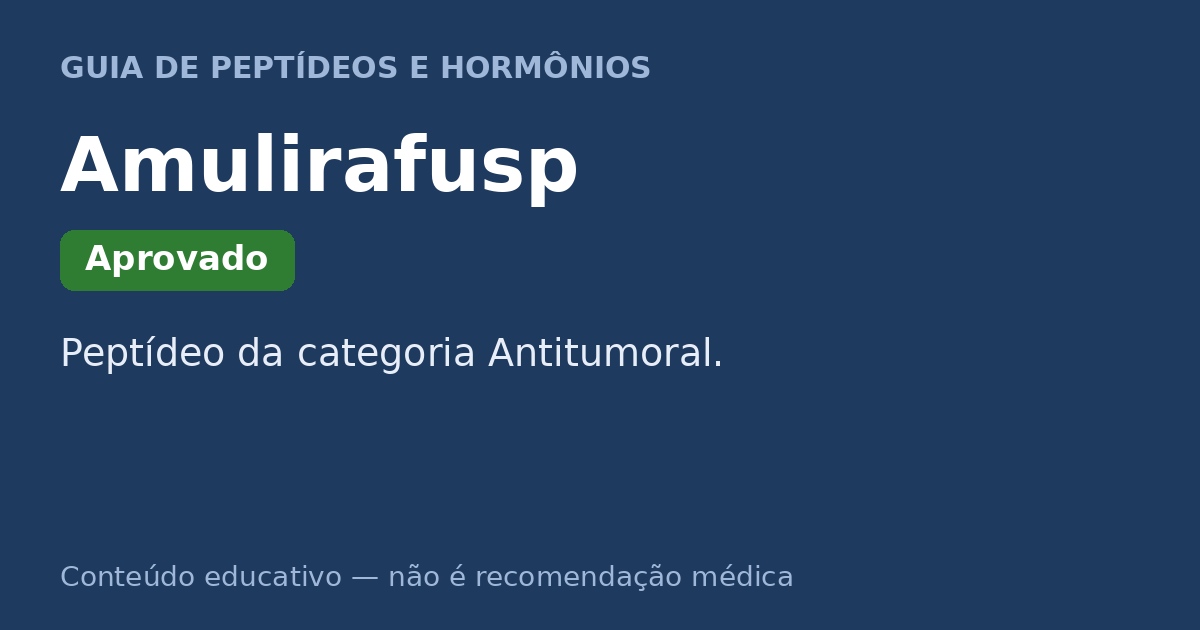 GUIA DE PEPTÍDEOS E HORMÔNIOS
Amulirafusp
Aprovado
Peptídeo da categoria Antitumoral.
Conteúdo educativo — não é recomendação médica